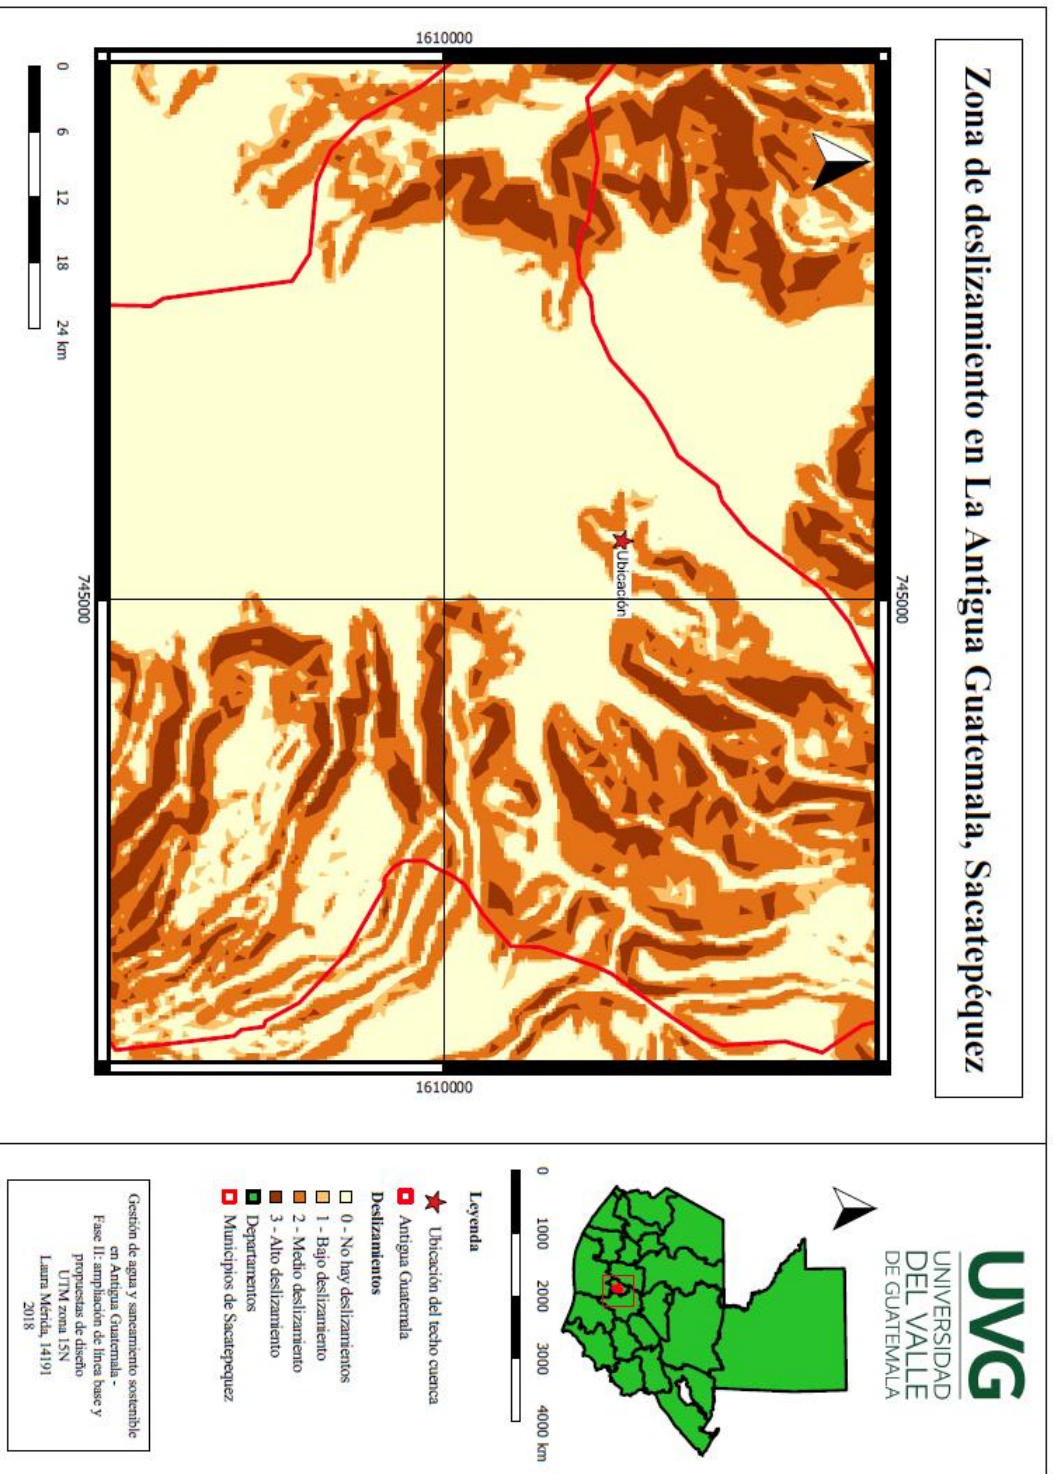 Zona de deslizamiento en La Antigua Guatemala, Sacatepéquez
1610000
745000
745000
Ubicación
1610000
0 6 12 18 24 km
UVG
UNIVERSIDAD
DEL VALLE
DE GUATEMALA
0 1000 2000 3000 4000 km
Leyenda
Ubicación del techo cuenca
Antigua Guatemala
Deslizamientos
0 - No hay deslizamientos
1 - Bajo deslizamiento
2 - Medio deslizamiento
3 - Alto deslizamiento
Departamentos
Municipios de Sacatepequez
Gestión de agua y saneamiento sostenible
en Antigua Guatemala -
Fase II: ampliación de línea base y
propuestas de diseño
UTM zona 15N
Laura Mérida, 14191
2018